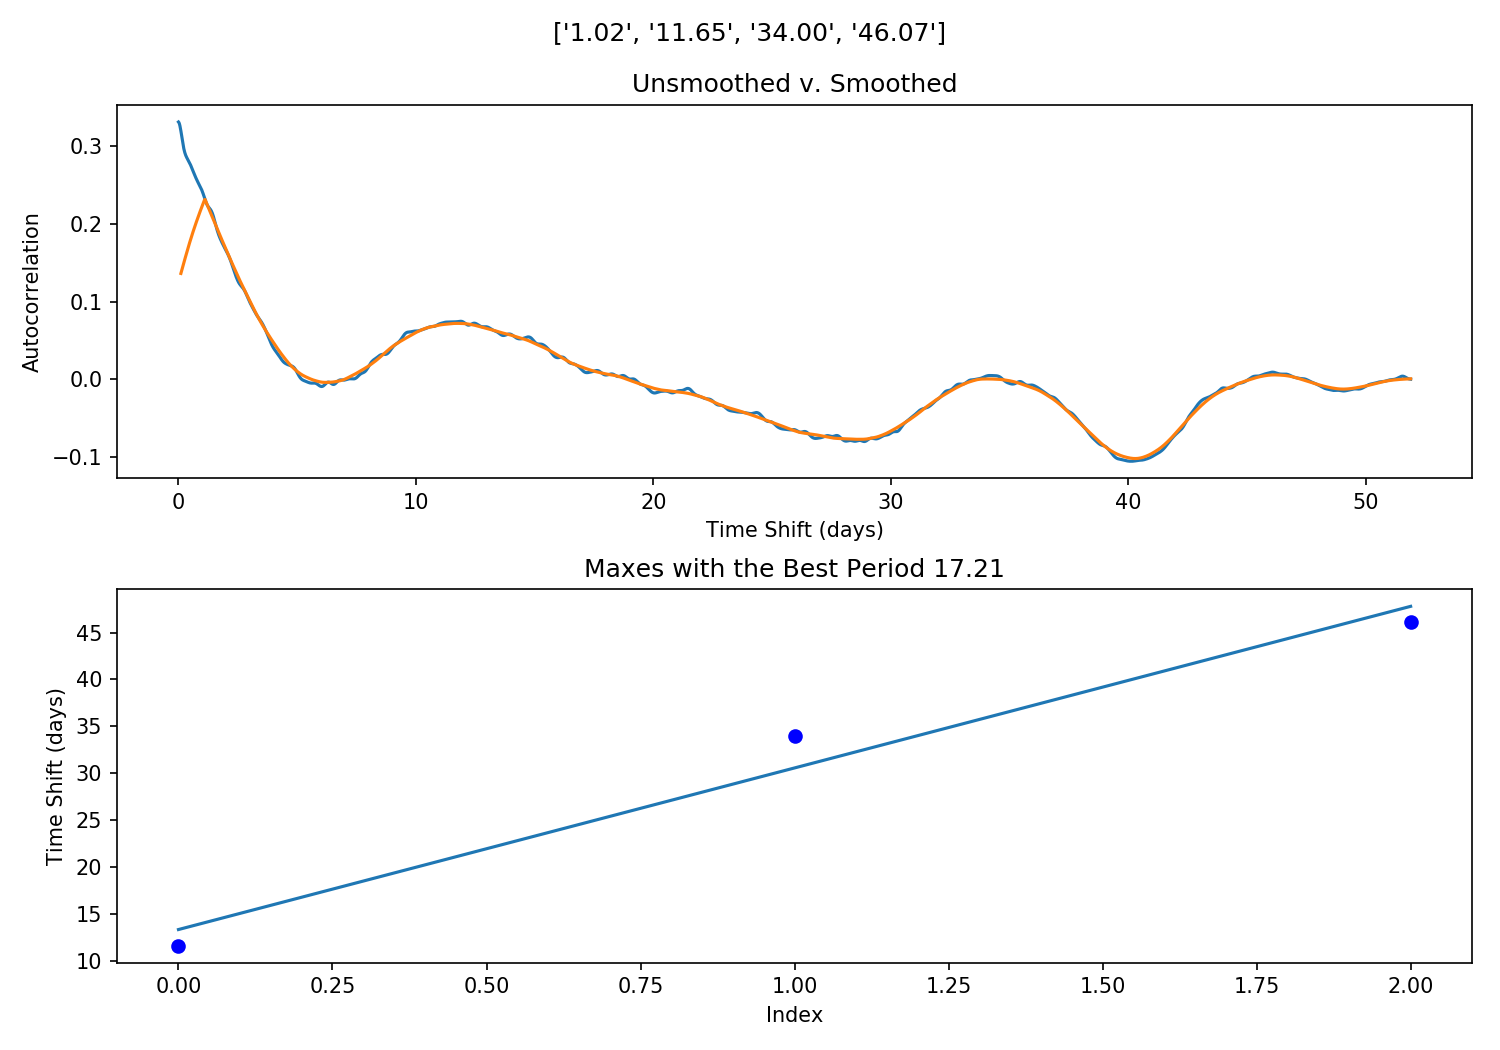 ['1.02', '11.65', '34.00', '46.07']
Unsmoothed v. Smoothed
Autocorrelation
0.3
0.2
0.1
0.0
−0.1
0 10 20 30 40 50
Time Shift (days)
Maxes with the Best Period 17.21
Time Shift (days)
45
40
35
30
25
20
15
10
0.00 0.25 0.50 0.75 1.00 1.25 1.50 1.75 2.00
Index